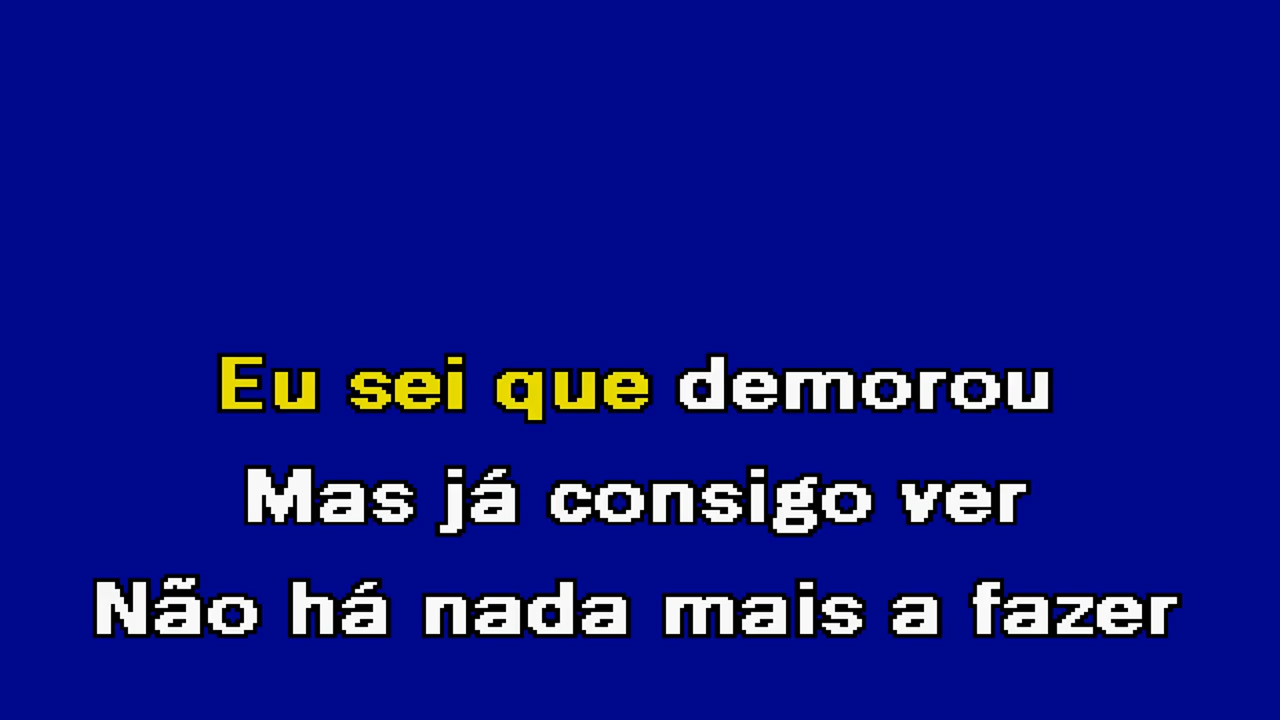 Eu sei que demorou
Mas já consigo ver
Não há nada mais a fazer